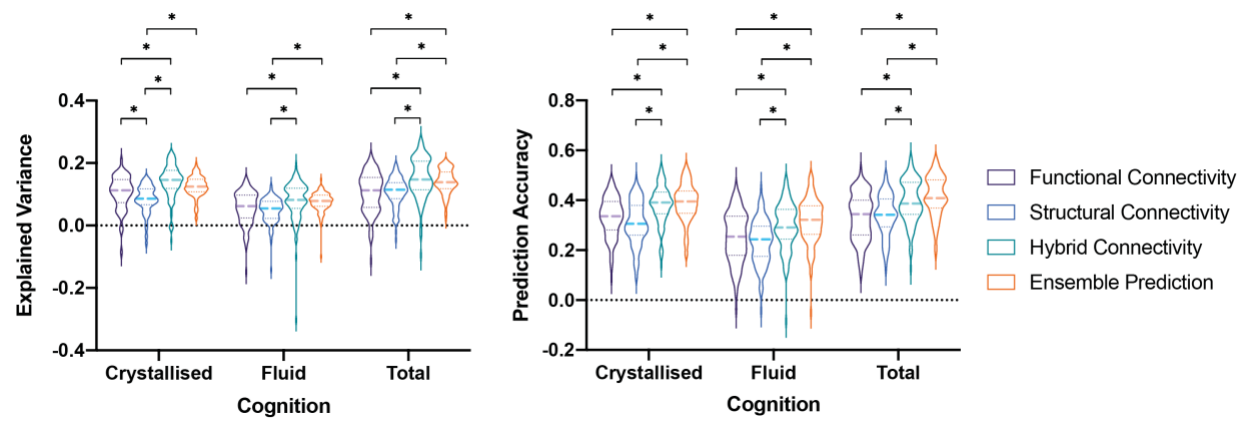 * * *
* * * * * *
* * * * * *
* * * * * *
* * * * * *
0.4
0.2
0.0
-0.2
-0.4
Explained Variance
Crystallised Fluid Total
Cognition
0.8
0.6
0.4
0.2
0.0
-0.2
Prediction Accuracy
Crystallised Fluid Total
Cognition
Functional Connectivity
Structural Connectivity
Hybrid Connectivity
Ensemble Prediction